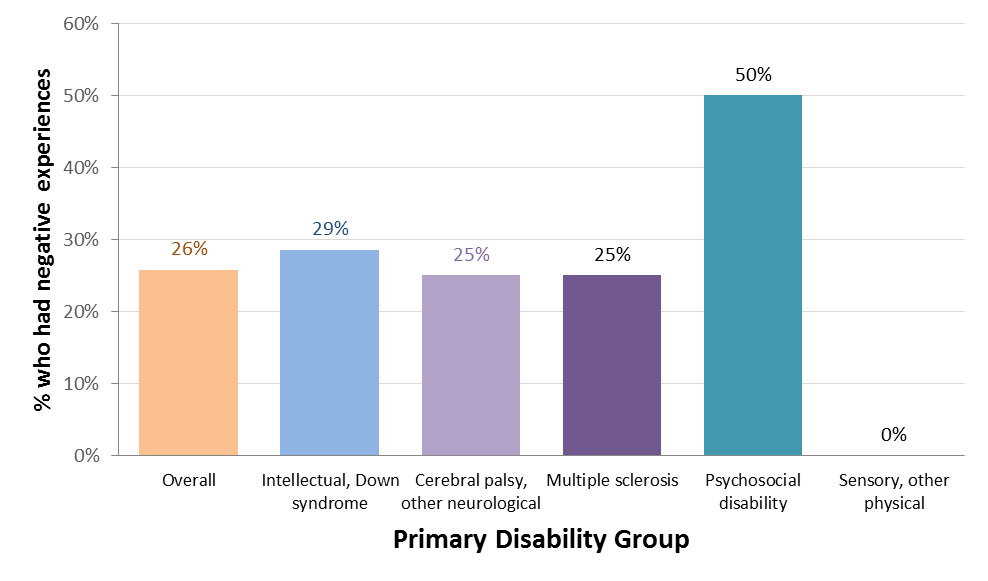 60%
50%
40%
30%
20%
10%
0%
% who had negative experiences
26%
29%
25%
25%
50%
0%
Overall
Intellectual, Down
syndrome
Cerebral palsy,
other neurological
Multiple sclerosis
Psychosocial
disability
Sensory, other
physical
Primary Disability Group